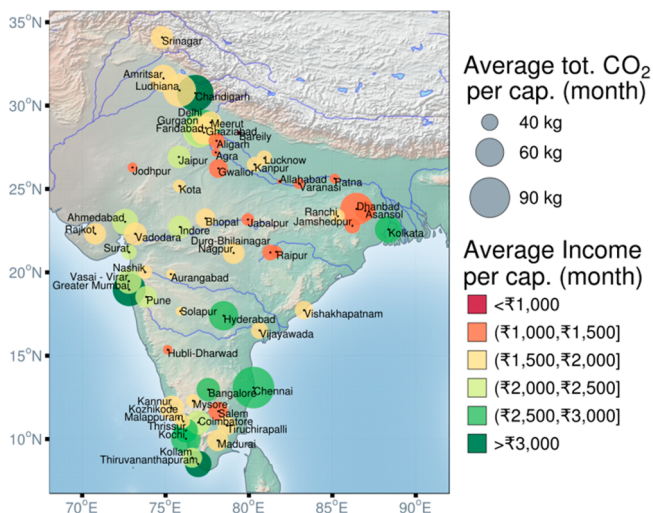 35°N
30°N
25°N
20°N
15°N
10°N
70°E
75°E
80°E
85°E
90°E
Srinagar
Amritsar
Ludhiana
Chandigarh
Delhi
Gurgaon
Meerut
Faridabad
Ghaziabad
Bareily
Aligarh
Jaipur
Agra
Lucknow
Jodhpur
Gwalior
Kanpur
Allahabad
Patna
Varanasi
Kota
Dhanbad
Ranchi
Asansol
Ahmedabad
Bhopal
Jabalpur
Jamshedpur
Rajkot
Vadodara
Indore
Kolkata
Durg-Bhilainagar
Surat
Nagpur
Raipur
Nashik
Vasai - Virar
Aurangabad
Greater Mumbai
Pune
Solapur
Hyderabad
Vishakhapatnam
Vijayawada
Hubli-Dharwad
Bangalore
Chennai
Kannur
Mysore
Kozhikode
Salem
Malappuram
Coimbatore
Thrissur
Tiruchirapalli
Kochi
Madurai
Kollam
Thiruvananthapuram
Average tot. CO₂
per cap. (month)
40 kg
60 kg
90 kg
Average Income
per cap. (month)
<₹1,000
(₹1,000,₹1,500]
(₹1,500,₹2,000]
(₹2,000,₹2,500]
(₹2,500,₹3,000]
>₹3,000